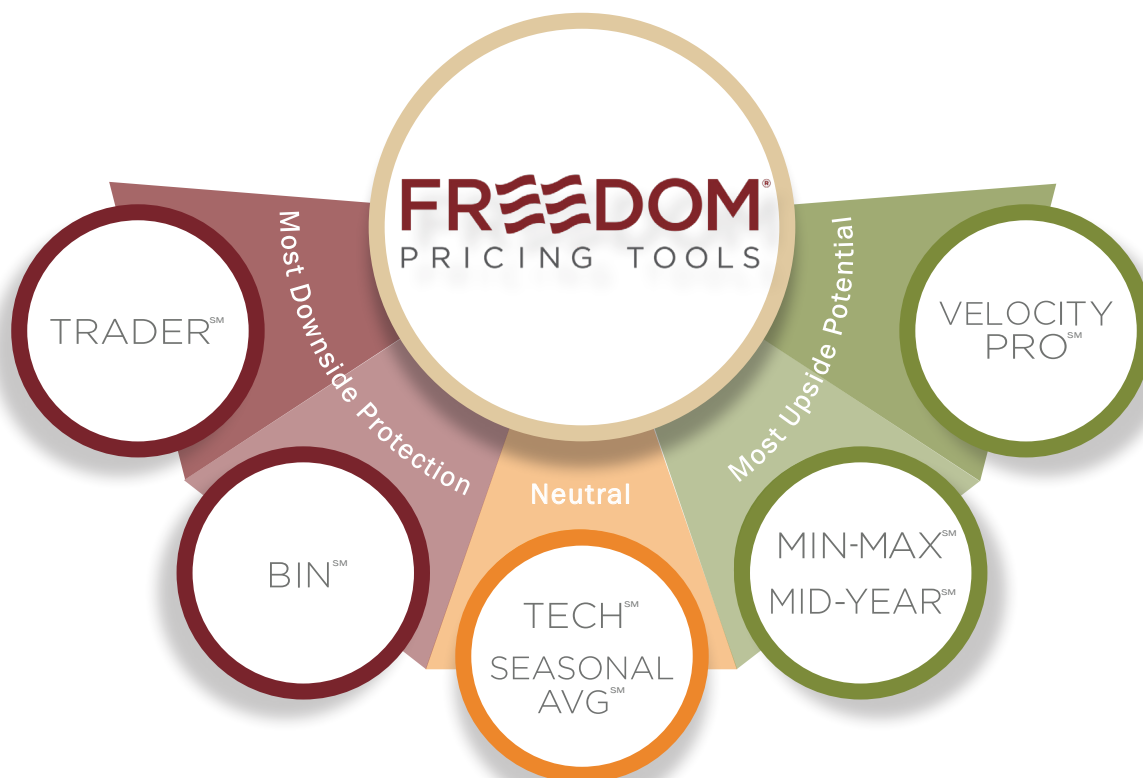 FREEDOM®
PRICING TOOLS
Most Downside Protection
Most Upside Potential
Neutral
TRADER℠
BIN℠
TECH℠
SEASONAL
AVG℠
MIN-MAX℠
MID-YEAR℠
VELOCITY
PRO℠